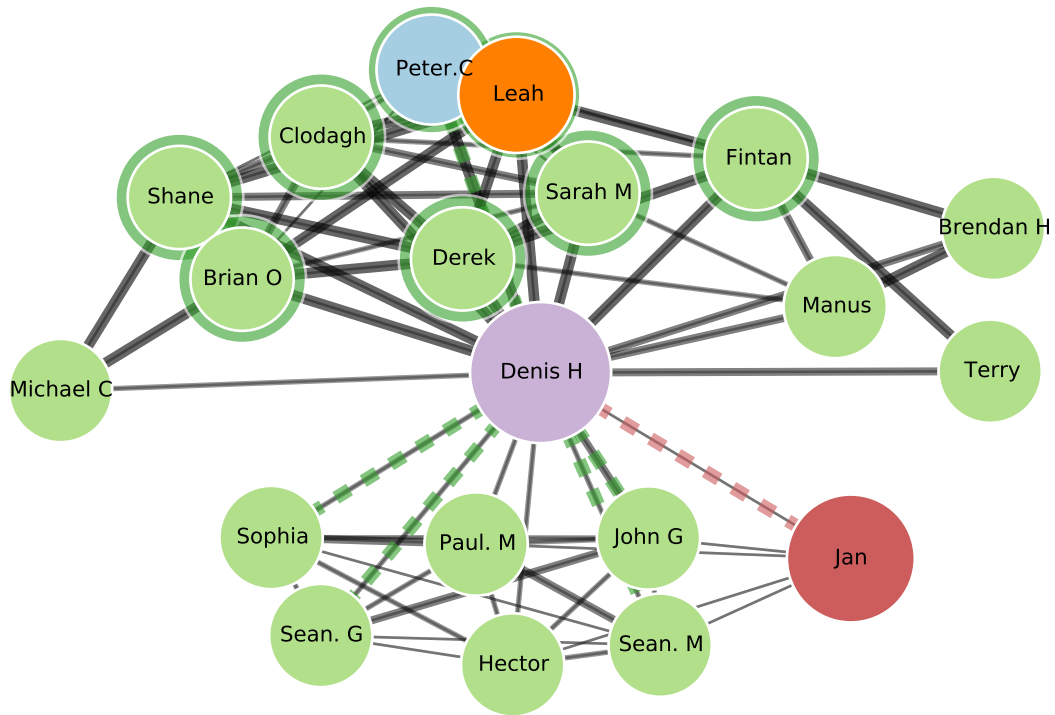 Peter.C
Leah
Clodagh
Fintan
Shane
Sarah M
Brendan H
Derek
Brian O
Manus
Denis H
Terry
Michael C
Sophia
Paul. M
John G
Jan
Sean. G
Sean. M
Hector